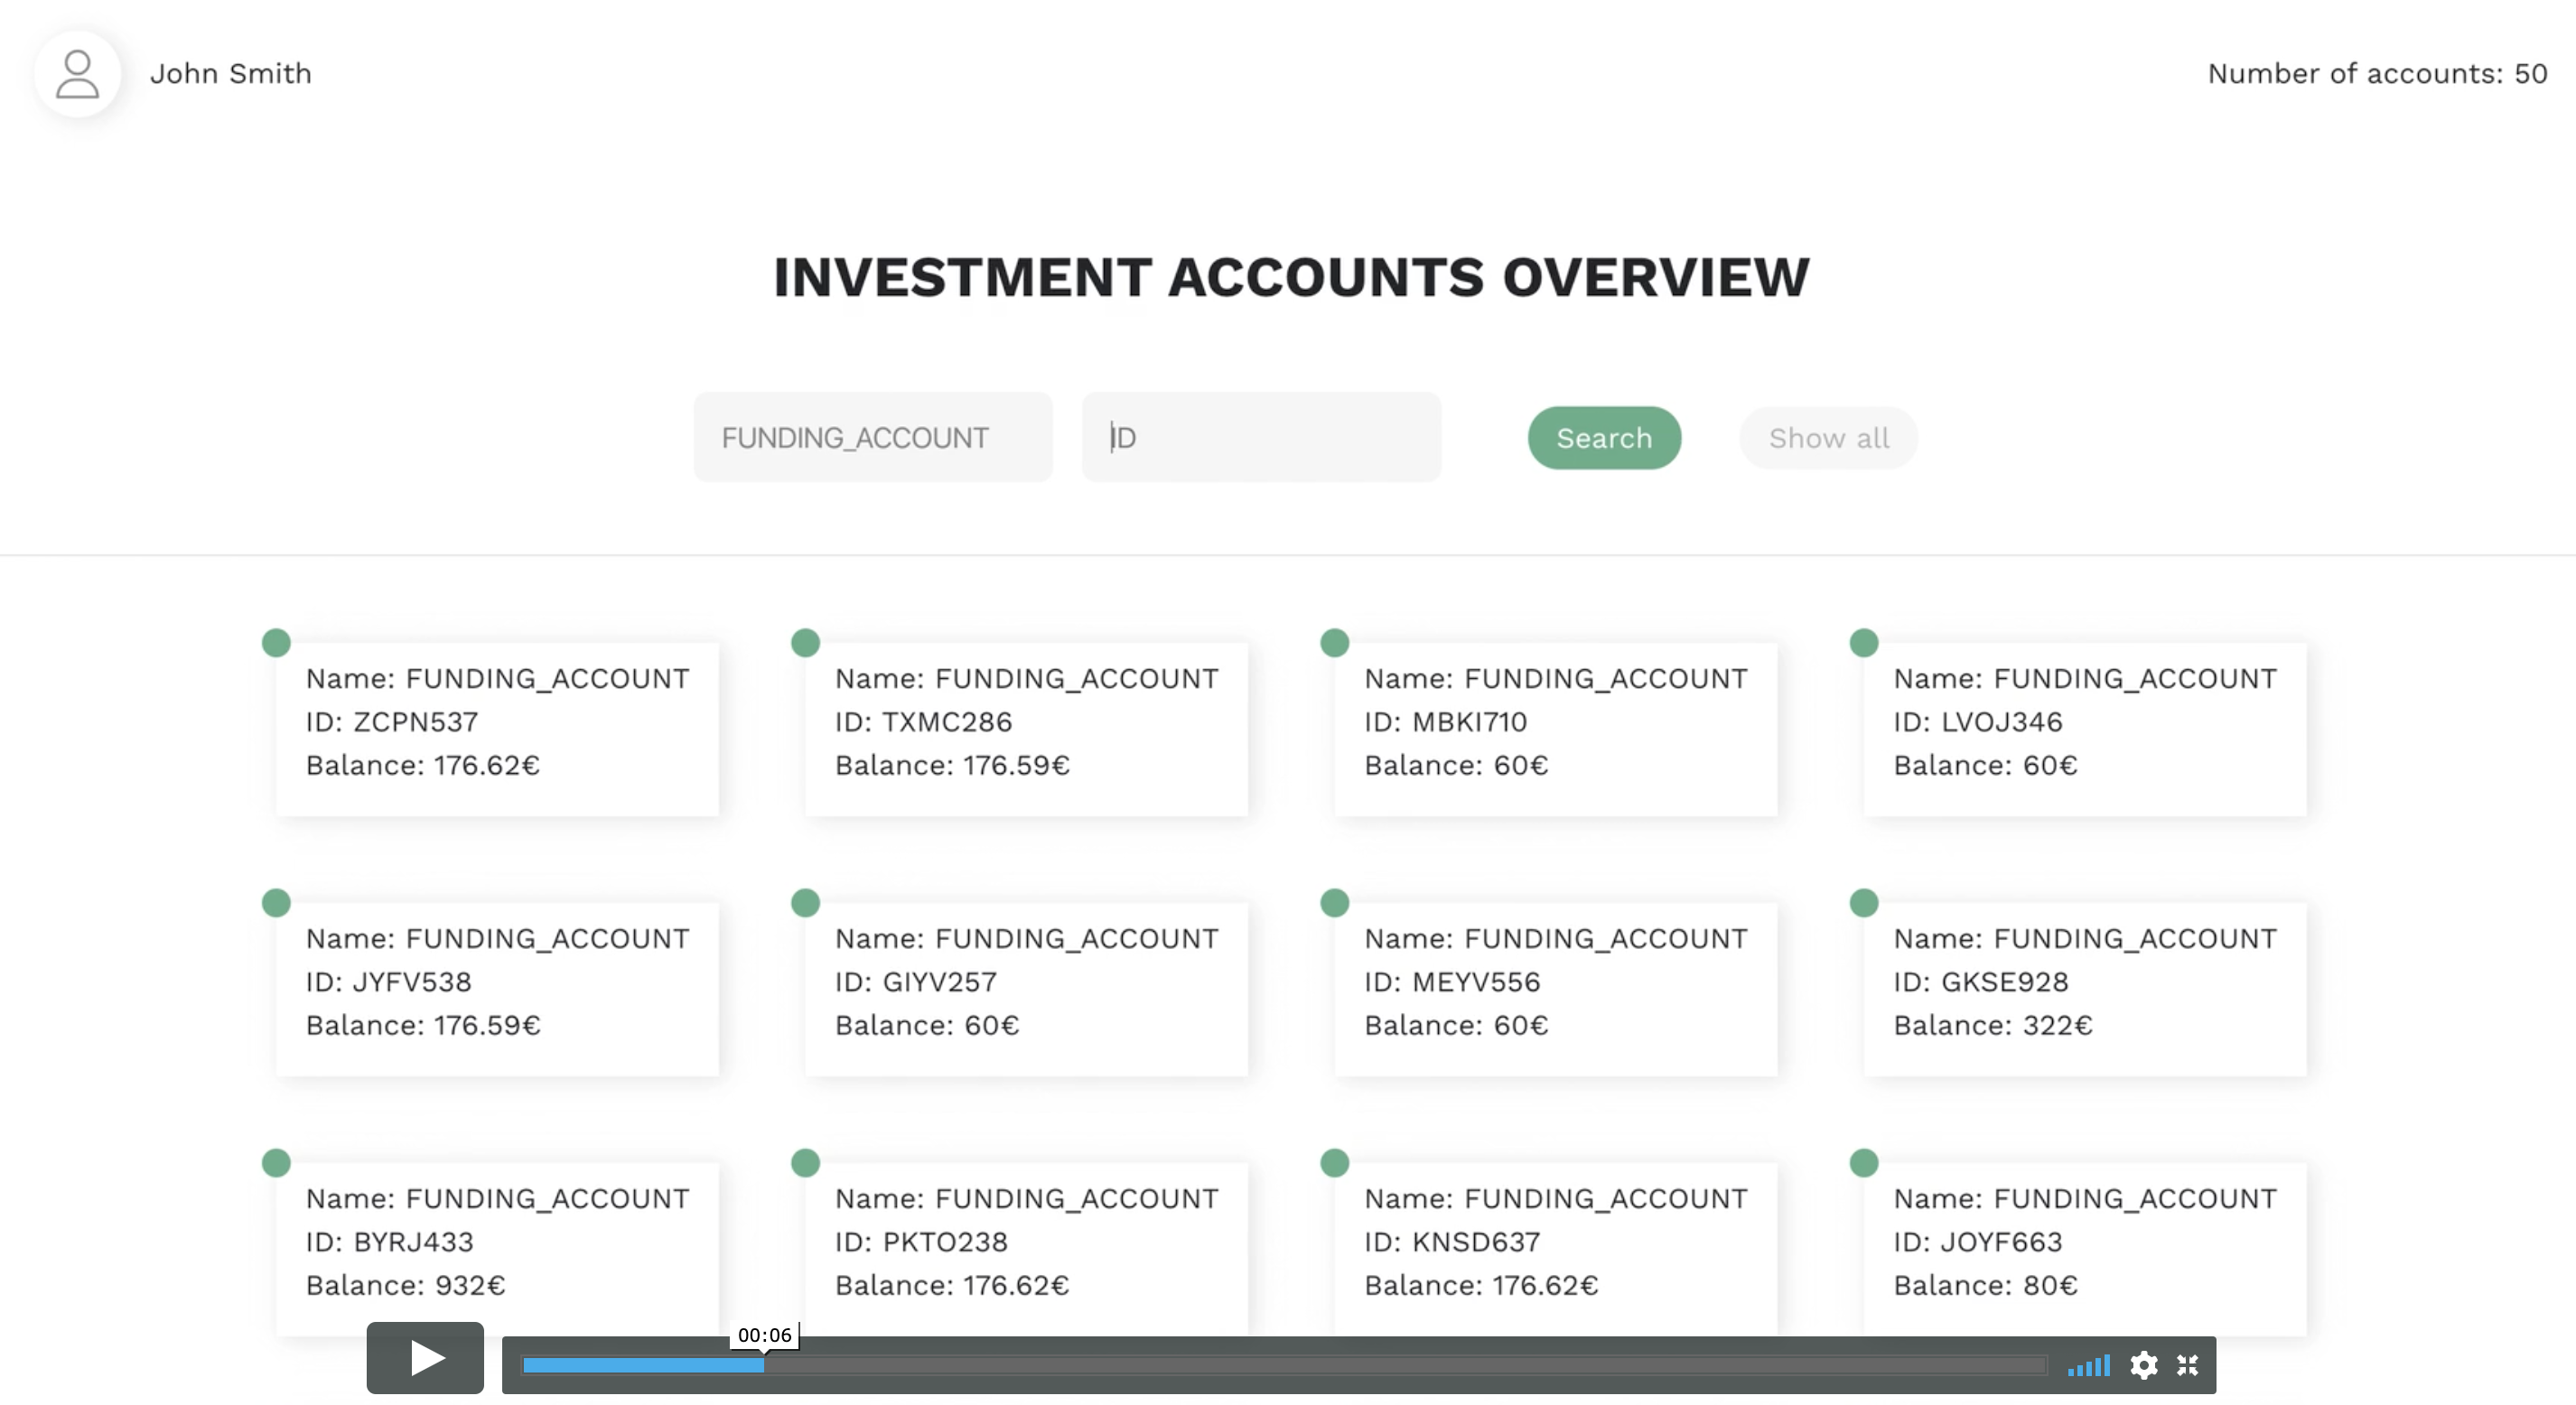 John Smith
Number of accounts: 50
INVESTMENT ACCOUNTS OVERVIEW
FUNDING_ACCOUNT
ID
Search
Show all
Name: FUNDING_ACCOUNT
ID: ZCPN537
Balance: 176.62€
Name: FUNDING_ACCOUNT
ID: TXMC286
Balance: 176.59€
Name: FUNDING_ACCOUNT
ID: MBKI710
Balance: 60€
Name: FUNDING_ACCOUNT
ID: LVOJ346
Balance: 60€
Name: FUNDING_ACCOUNT
ID: JYFV538
Balance: 176.59€
Name: FUNDING_ACCOUNT
ID: GIYV257
Balance: 60€
Name: FUNDING_ACCOUNT
ID: MEYV556
Balance: 60€
Name: FUNDING_ACCOUNT
ID: GKSE928
Balance: 322€
Name: FUNDING_ACCOUNT
ID: BYRJ433
Balance: 932€
Name: FUNDING_ACCOUNT
ID: PKTO238
Balance: 176.62€
Name: FUNDING_ACCOUNT
ID: KNSD637
Balance: 176.62€
Name: FUNDING_ACCOUNT
ID: JOYF663
Balance: 80€
00:06